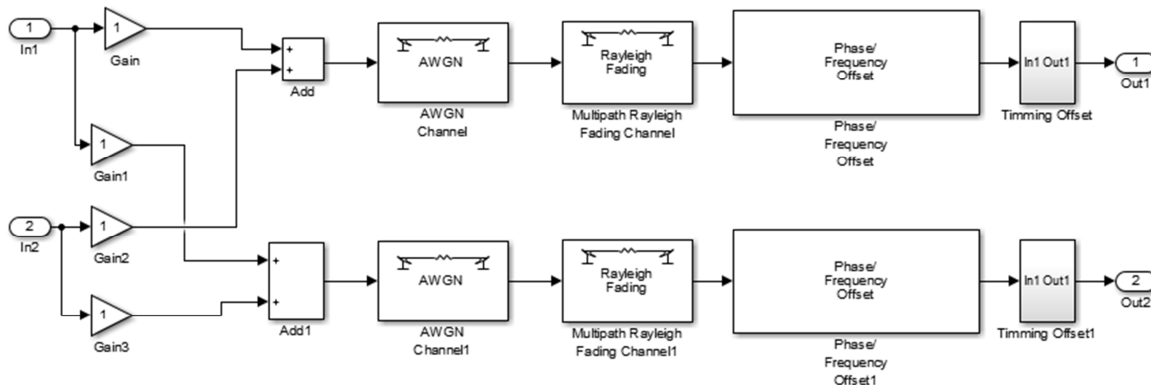 1
In1
1
Gain
1
Gain1
2
In2
1
Gain2
1
Gain3
+
+
Add
+
+
Add1
AWGN
AWGN
Channel
Rayleigh
Fading
Multipath Rayleigh
Fading Channel
Phase/
Frequency
Offset
Phase/
Frequency
Offset
In1 Out1
Timming Offset
1
Out1
AWGN
AWGN
Channel1
Rayleigh
Fading
Multipath Rayleigh
Fading Channel1
Phase/
Frequency
Offset
Phase/
Frequency
Offset1
In1 Out1
Timming Offset1
2
Out2